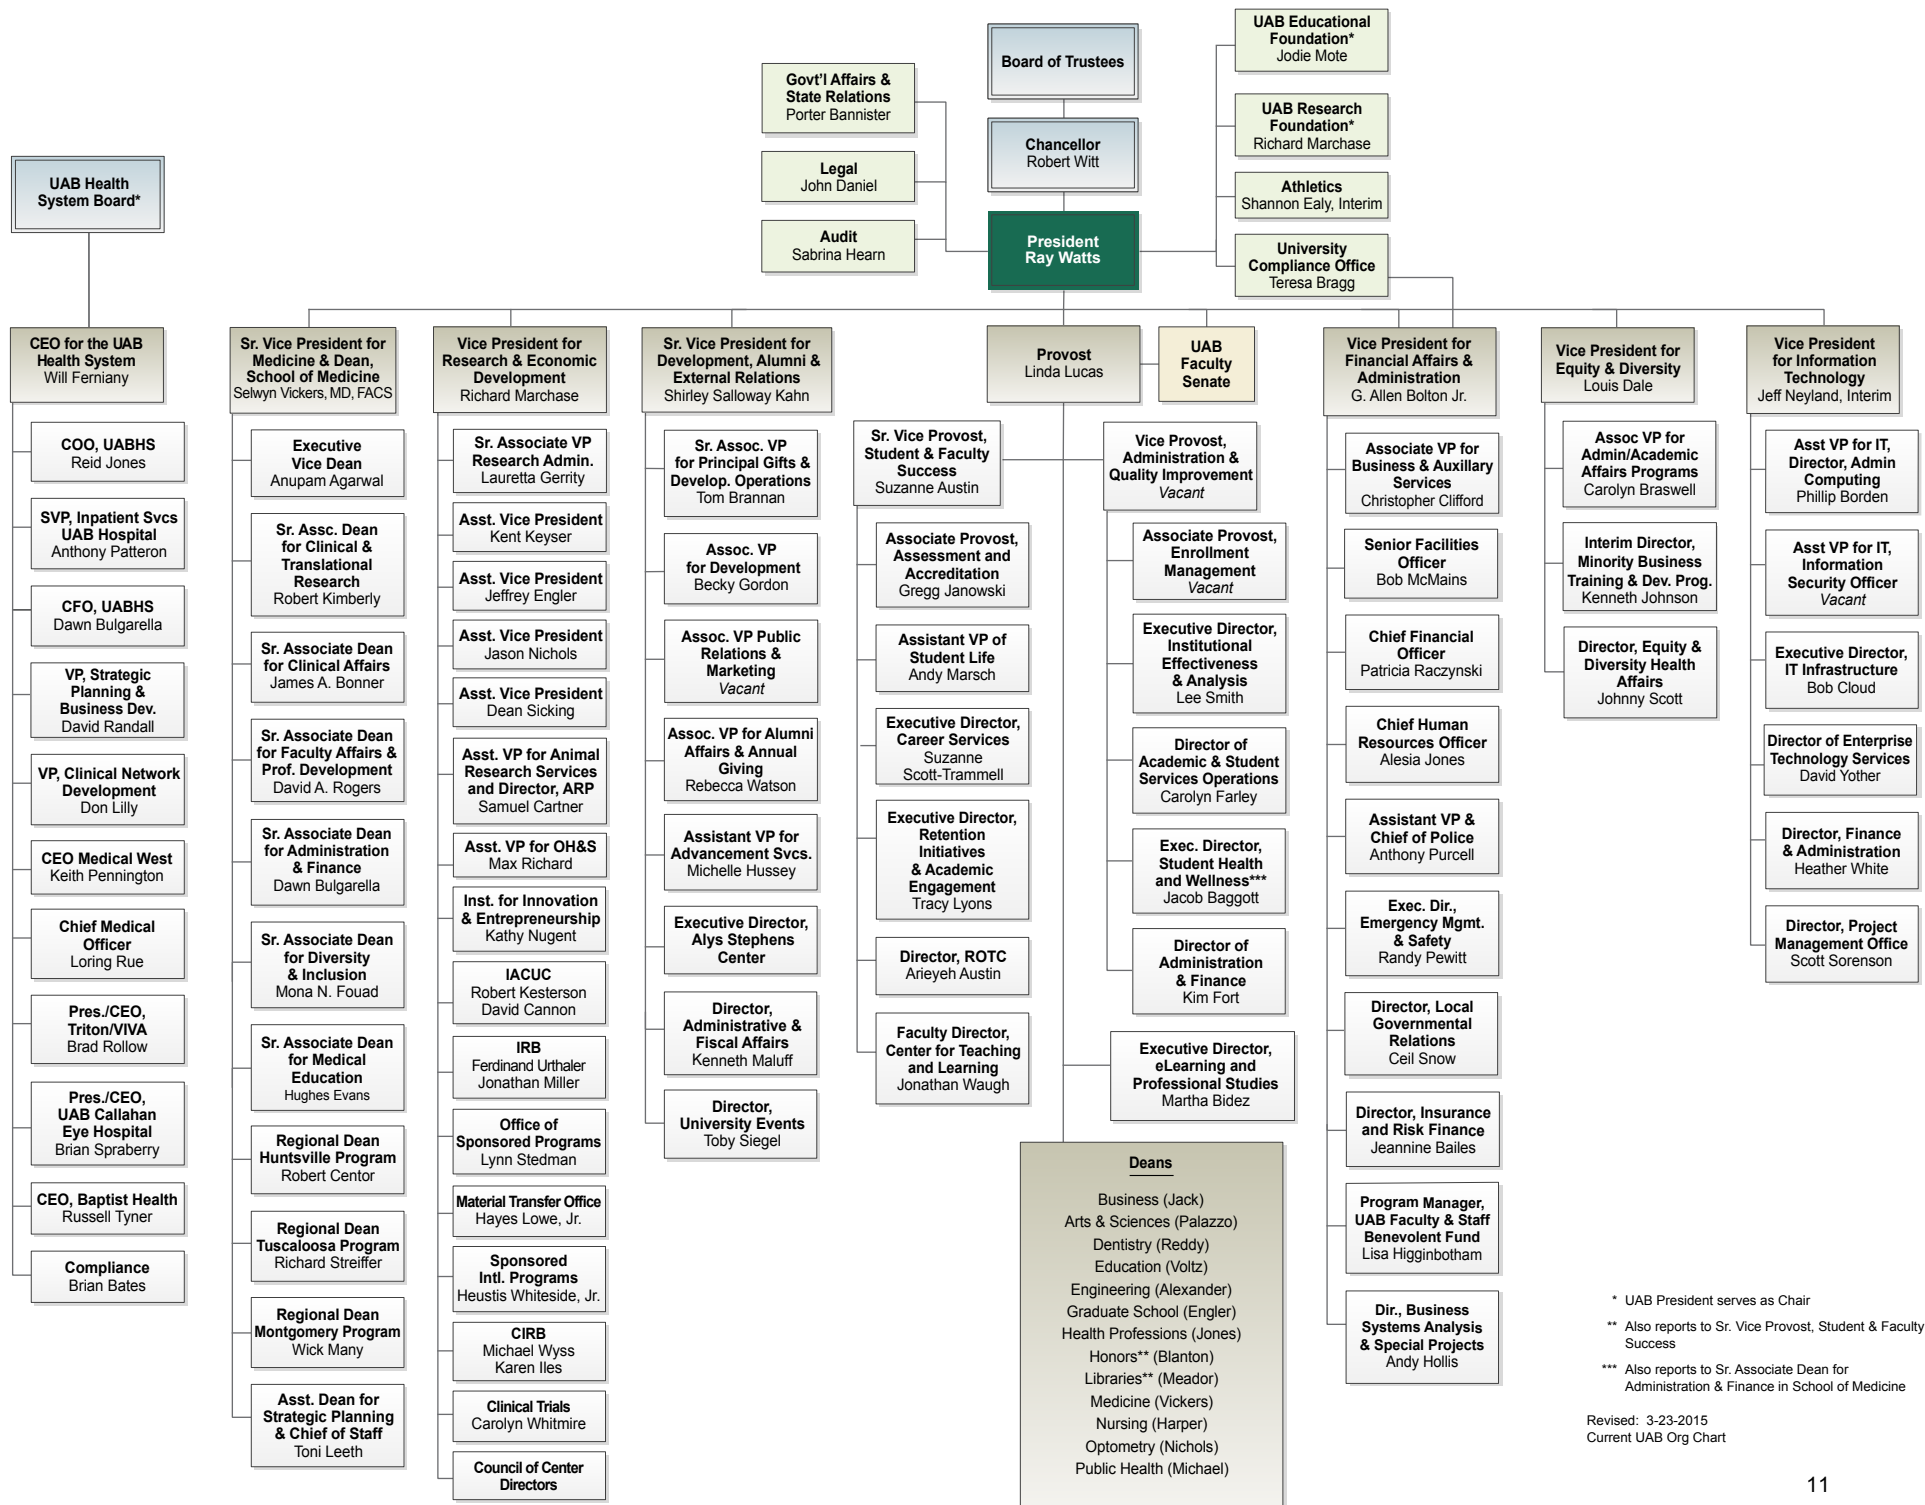 Board of Trustees
Chancellor
Robert Witt
President
Ray Watts
Govt'l Affairs &
State Relations
Porter Bannister
Legal
John Daniel
Audit
Sabrina Hearn
UAB Educational
Foundation*
Jodie Mote
UAB Research
Foundation*
Richard Marchase
Athletics
Shannon Ealy, Interim
University
Compliance Office
Teresa Bragg
UAB Health
System Board*
CEO for the UAB
Health System
Will Ferniany
COO, UABHS
Reid Jones
SVP, Inpatient Svcs
UAB Hospital
Anthony Patteron
CFO, UABHS
Dawn Bulgarella
VP, Strategic
Planning &
Business Dev.
David Randall
VP, Clinical Network
Development
Don Lilly
CEO Medical West
Keith Pennington
Chief Medical
Officer
Loring Rue
Pres./CEO,
Triton/VIVA
Brad Rollow
Pres./CEO,
UAB Callahan
Eye Hospital
Brian Spraberry
CEO, Baptist Health
Russell Tyner
Compliance
Brian Bates
Sr. Vice President for
Medicine & Dean,
School of Medicine
Selwyn Vickers, MD, FACS
Executive
Vice Dean
Anupam Agarwal
Sr. Assc. Dean
for Clinical &
Translational
Research
Robert Kimberly
Sr. Associate Dean
for Clinical Affairs
James A. Bonner
Sr. Associate Dean
for Faculty Affairs &
Prof. Development
David A. Rogers
Sr. Associate Dean
for Administration
& Finance
Dawn Bulgarella
Sr. Associate Dean
for Diversity
& Inclusion
Mona N. Fouad
Sr. Associate Dean
for Medical
Education
Hughes Evans
Regional Dean
Huntsville Program
Robert Centor
Regional Dean
Tuscaloosa Program
Richard Streiffer
Regional Dean
Montgomery Program
Wick Many
Asst. Dean for
Strategic Planning
& Chief of Staff
Toni Leeth
Vice President for
Research & Economic
Development
Richard Marchase
Sr. Associate VP
Research Admin.
Lauretta Gerrity
Asst. Vice President
Kent Keyser
Asst. Vice President
Jeffrey Engler
Asst. Vice President
Jason Nichols
Asst. Vice President
Dean Sicking
Asst. VP for Animal
Research Services
and Director, ARP
Samuel Cartner
Asst. VP for OH&S
Max Richard
Inst. for Innovation
& Entrepreneurship
Kathy Nugent
IACUC
Robert Kesterson
David Cannon
IRB
Ferdinand Urthaler
Jonathan Miller
Office of
Sponsored Programs
Lynn Stedman
Material Transfer Office
Hayes Lowe, Jr.
Sponsored
Intl. Programs
Heustis Whiteside, Jr.
CIRB
Michael Wyss
Karen Iles
Clinical Trials
Carolyn Whitmire
Council of Center
Directors
Sr. Vice President for
Development, Alumni &
External Relations
Shirley Salloway Kahn
Sr. Assoc. VP
for Principal Gifts &
Develop. Operations
Tom Brannan
Assoc. VP
for Development
Becky Gordon
Assoc. VP Public
Relations &
Marketing
Vacant
Assoc. VP for Alumni
Affairs & Annual
Giving
Rebecca Watson
Assistant VP for
Advancement Svcs.
Michelle Hussey
Executive Director,
Alys Stephens
Center
Director,
Administrative &
Fiscal Affairs
Kenneth Maluff
Director,
University Events
Toby Siegel
Provost
Linda Lucas
UAB
Faculty
Senate
Sr. Vice Provost,
Student & Faculty
Success
Suzanne Austin
Associate Provost,
Assessment and
Accreditation
Gregg Janowski
Assistant VP of
Student Life
Andy Marsch
Executive Director,
Career Services
Suzanne
Scott-Trammell
Executive Director,
Retention
Initiatives
& Academic
Engagement
Tracy Lyons
Director, ROTC
Arieyeh Austin
Faculty Director,
Center for Teaching
and Learning
Jonathan Waugh
Vice Provost,
Administration &
Quality Improvement
Vacant
Associate Provost,
Enrollment
Management
Vacant
Executive Director,
Institutional
Effectiveness
& Analysis
Lee Smith
Director of
Academic & Student
Services Operations
Carolyn Farley
Exec. Director,
Student Health
and Wellness***
Jacob Baggott
Director of
Administration
& Finance
Kim Fort
Executive Director,
eLearning and
Professional Studies
Martha Bidez
Deans
Business (Jack)
Arts & Sciences (Palazzo)
Dentistry (Reddy)
Education (Voltz)
Engineering (Alexander)
Graduate School (Engler)
Health Professions (Jones)
Honors** (Blanton)
Libraries** (Meador)
Medicine (Vickers)
Nursing (Harper)
Optometry (Nichols)
Public Health (Michael)
Vice President for
Financial Affairs &
Administration
G. Allen Bolton Jr.
Associate VP for
Business & Auxillary
Services
Christopher Clifford
Senior Facilities
Officer
Bob McMains
Chief Financial
Officer
Patricia Raczynski
Chief Human
Resources Officer
Alesia Jones
Assistant VP &
Chief of Police
Anthony Purcell
Exec. Dir.,
Emergency Mgmt.
& Safety
Randy Pewitt
Director, Local
Governmental
Relations
Ceil Snow
Director, Insurance
and Risk Finance
Jeannine Bailes
Program Manager,
UAB Faculty & Staff
Benevolent Fund
Lisa Higginbotham
Dir., Business
Systems Analysis
& Special Projects
Andy Hollis
Vice President for
Equity & Diversity
Louis Dale
Assoc VP for
Admin/Academic
Affairs Programs
Carolyn Braswell
Interim Director,
Minority Business
Training & Dev. Prog.
Kenneth Johnson
Director, Equity &
Diversity Health
Affairs
Johnny Scott
Vice President
for Information
Technology
Jeff Neyland, Interim
Asst VP for IT,
Director, Admin
Computing
Phillip Borden
Asst VP for IT,
Information
Security Officer
Vacant
Executive Director,
IT Infrastructure
Bob Cloud
Director of Enterprise
Technology Services
David Yother
Director, Finance
& Administration
Heather White
Director, Project
Management Office
Scott Sorenson
* UAB President serves as Chair
** Also reports to Sr. Vice Provost, Student & Faculty
Success
*** Also reports to Sr. Associate Dean for
Administration & Finance in School of Medicine
Revised: 3-23-2015
Current UAB Org Chart
11